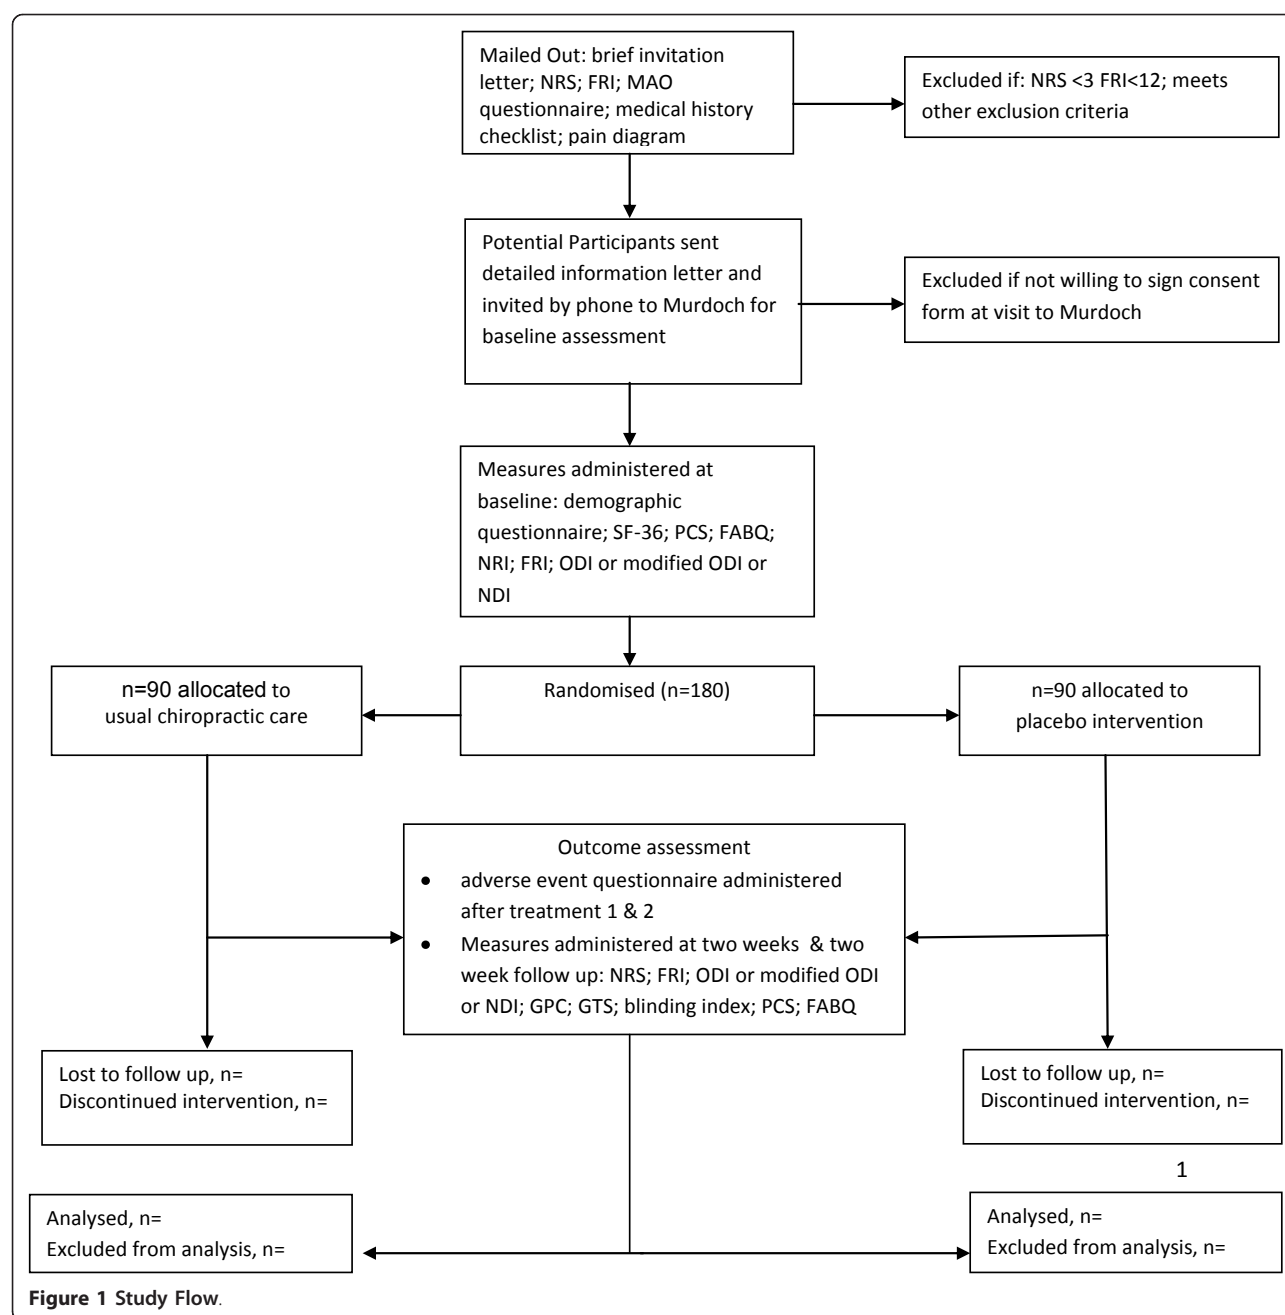 Mailed Out: brief invitation
letter; NRS; FRI; MAO
questionnaire; medical history
checklist; pain diagram
Excluded if: NRS <3 FRI<12; meets
other exclusion criteria
Potential Participants sent
detailed information letter and
invited by phone to Murdoch for
baseline assessment
Excluded if not willing to sign consent
form at visit to Murdoch
Measures administered at
baseline: demographic
questionnaire; SF-36; PCS; FABQ;
NRI; FRI; ODI or modified ODI or
NDI
n=90 allocated to
usual chiropractic care
Randomised (n=180)
n=90 allocated to
placebo intervention
Outcome assessment
• adverse event questionnaire administered
after treatment 1 & 2
• Measures administered at two weeks & two
week follow up: NRS; FRI; ODI or modified ODI
or NDI; GPC; GTS; blinding index; PCS; FABQ
Lost to follow up, n=
Discontinued intervention, n=
Lost to follow up, n=
Discontinued intervention, n=
1
Analysed, n=
Excluded from analysis, n=
Analysed, n=
Excluded from analysis, n=
Figure 1 Study Flow.